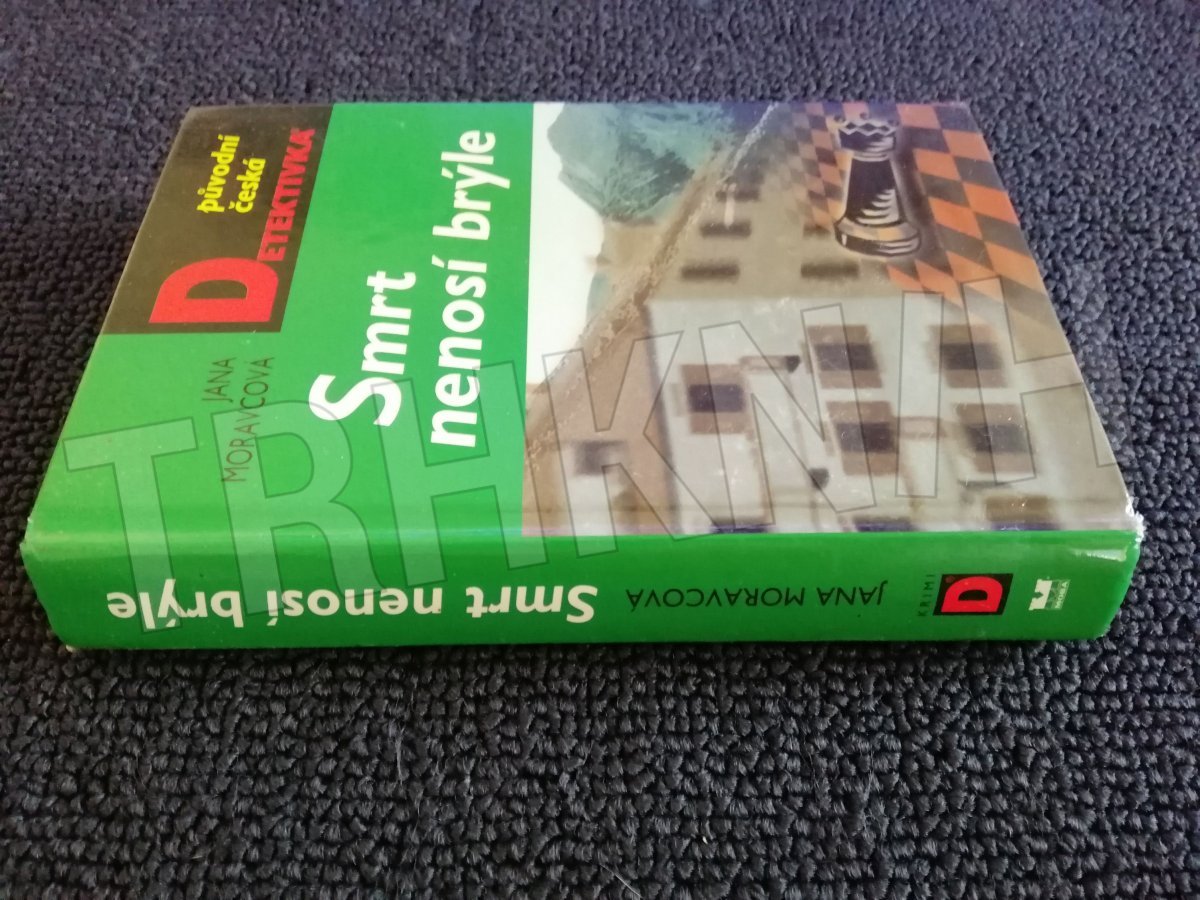 původní
česká
DETEKTIVKA
JANA
MORAVCOVÁ
Smrt
nenosí brýle
Smrt nenosí brýle
JANA MORAVCOVÁ
KRIMI
D
TRHKNIH